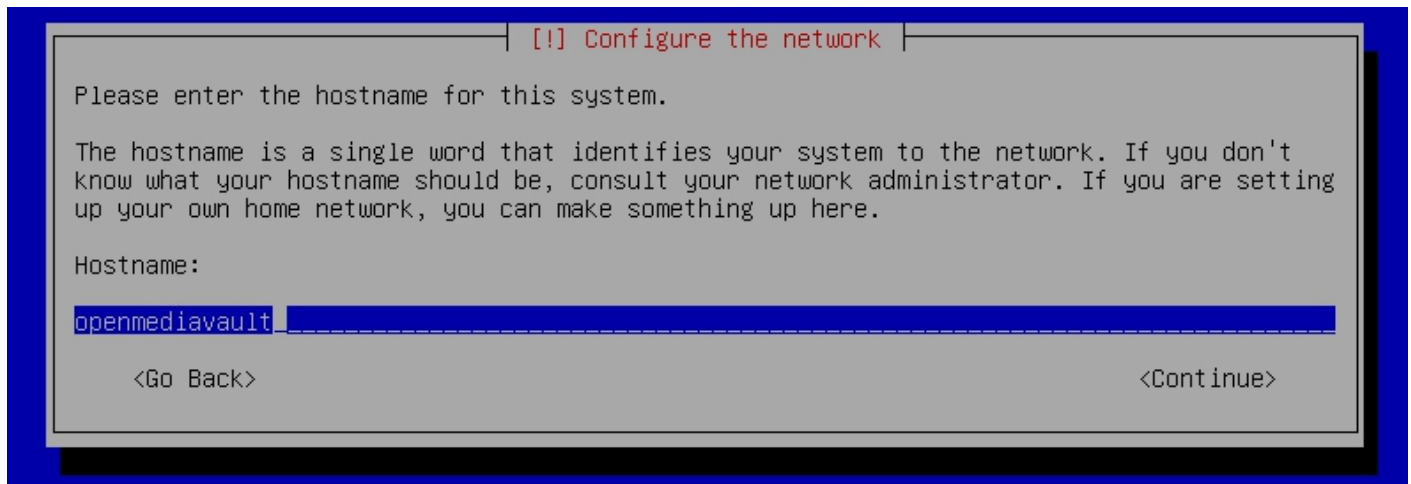 [!] Configure the network
Please enter the hostname for this system.
The hostname is a single word that identifies your system to the network. If you don't
know what your hostname should be, consult your network administrator. If you are setting
up your own home network, you can make something up here.
Hostname:
openmediavault
<Go Back> <Continue>